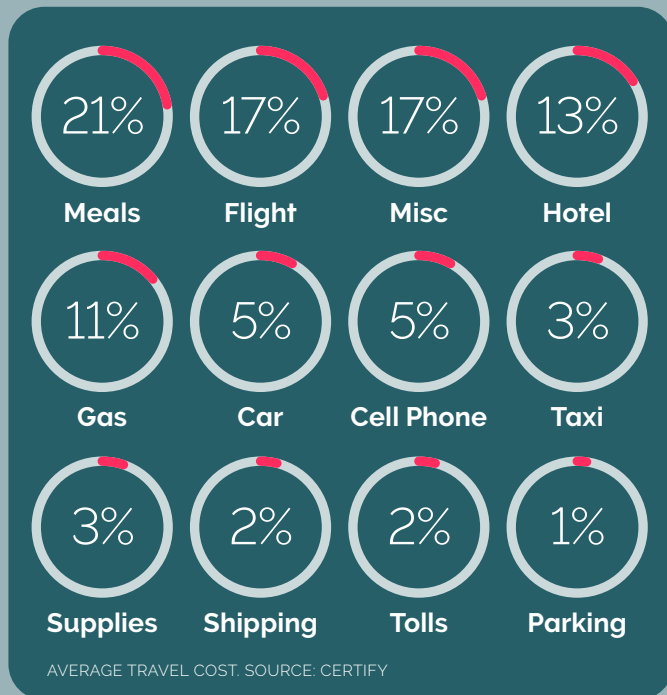 21% 17% 17% 13%
Meals Flight Misc Hotel
11% 5% 5% 3%
Gas Car Cell Phone Taxi
3% 2% 2% 1%
Supplies Shipping Tolls Parking
AVERAGE TRAVEL COST. SOURCE: CERTIFY